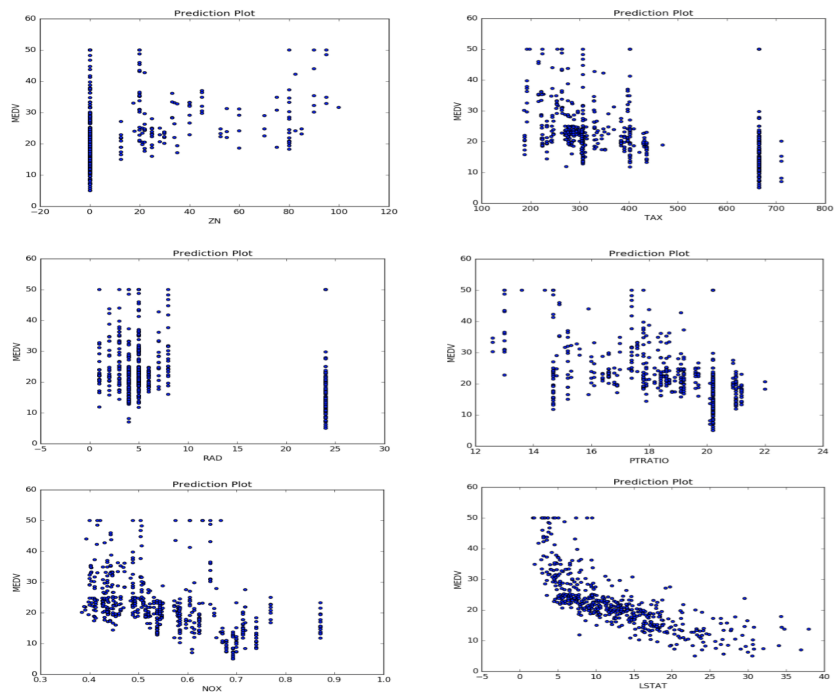 Prediction Plot
60
50
40
30
20
10
0
MEDV
−20 0 20 40 60 80 100 120
ZN
Prediction Plot
60
50
40
30
20
10
0
MEDV
100 200 300 400 500 600 700 800
TAX
Prediction Plot
60
50
40
30
20
10
0
MEDV
−5 0 5 10 15 20 25 30
RAD
Prediction Plot
60
50
40
30
20
10
0
MEDV
12 14 16 18 20 22 24
PTRATIO
Prediction Plot
60
50
40
30
20
10
0
MEDV
0.3 0.4 0.5 0.6 0.7 0.8 0.9 1.0
NOX
Prediction Plot
60
50
40
30
20
10
0
MEDV
−5 0 5 10 15 20 25 30 35 40
LSTAT